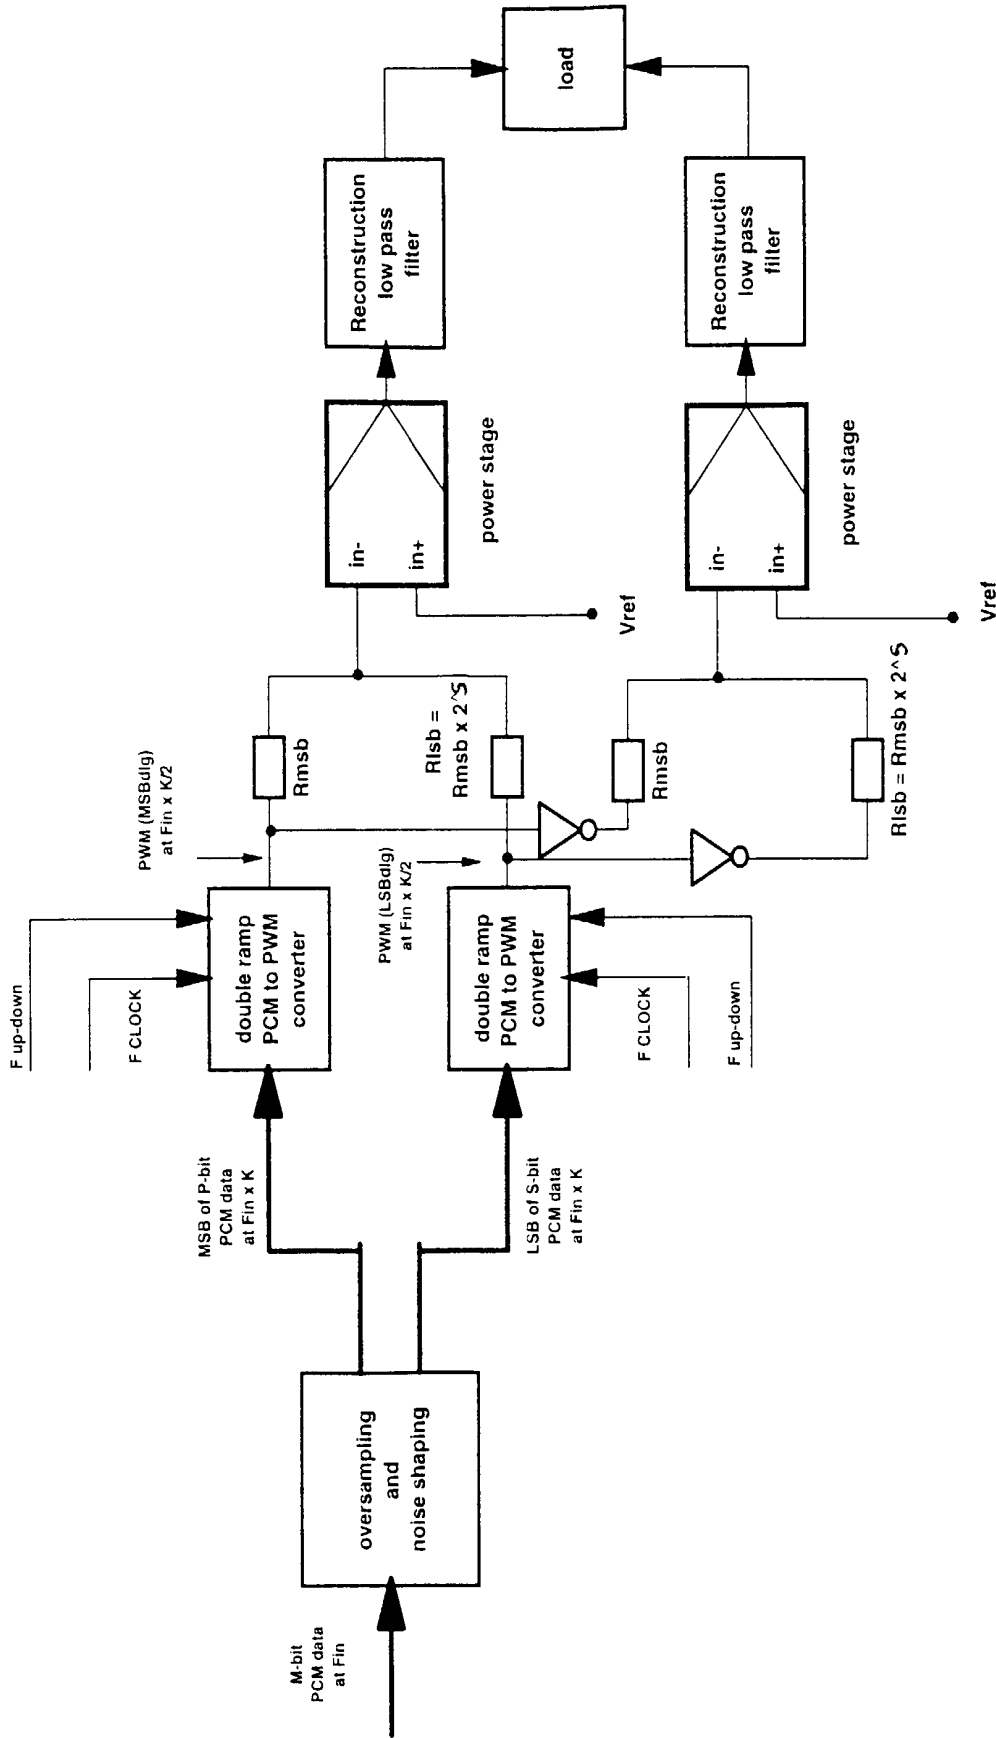 M-bit
PCM data
at Fin
oversampling
and
noise shaping
MSB of P-bit
PCM data
at Fin x K
LSB of S-bit
PCM data
at Fin x K
F up-down
F CLOCK
double ramp
PCM to PWM
converter
double ramp
PCM to PWM
converter
F CLOCK
F up-down
PWM (MSBdlg)
at Fin x K/2
PWM (LSBdlg)
at Fin x K/2
Rmsb
Rlsb =
Rmsb x 2^S
Rmsb
Rlsb = Rmsb x 2^S
Vref
Vref
in-
in+
power stage
in-
in+
power stage
Reconstruction
low pass
filter
Reconstruction
low pass
filter
load